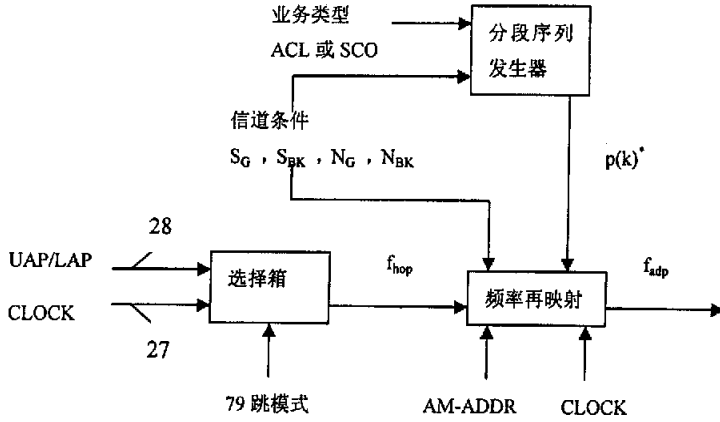 业务类型
ACL 或 SCO
分段序列
发生器
信道条件
S_G , S_BK , N_G , N_BK
p(k)*
28
UAP/LAP
CLOCK
27
选择箱
f_hop
频率再映射
f_adp
79 跳模式
AM-ADDR
CLOCK